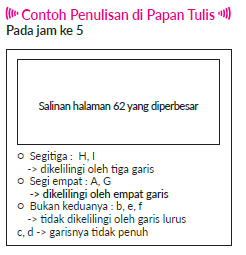 Contoh Penulisan di Papan Tulis
Pada jam ke 5
Salinan halaman 62 yang diperbesar
○ Segitiga : H, I
-> dikelilingi oleh tiga garis
○ Segi empat : A, G
-> dikelilingi oleh empat garis
○ Bukan keduanya : b, e, f
-> tidak dikelilingi oleh garis lurus
c, d -> garisnya tidak penuh